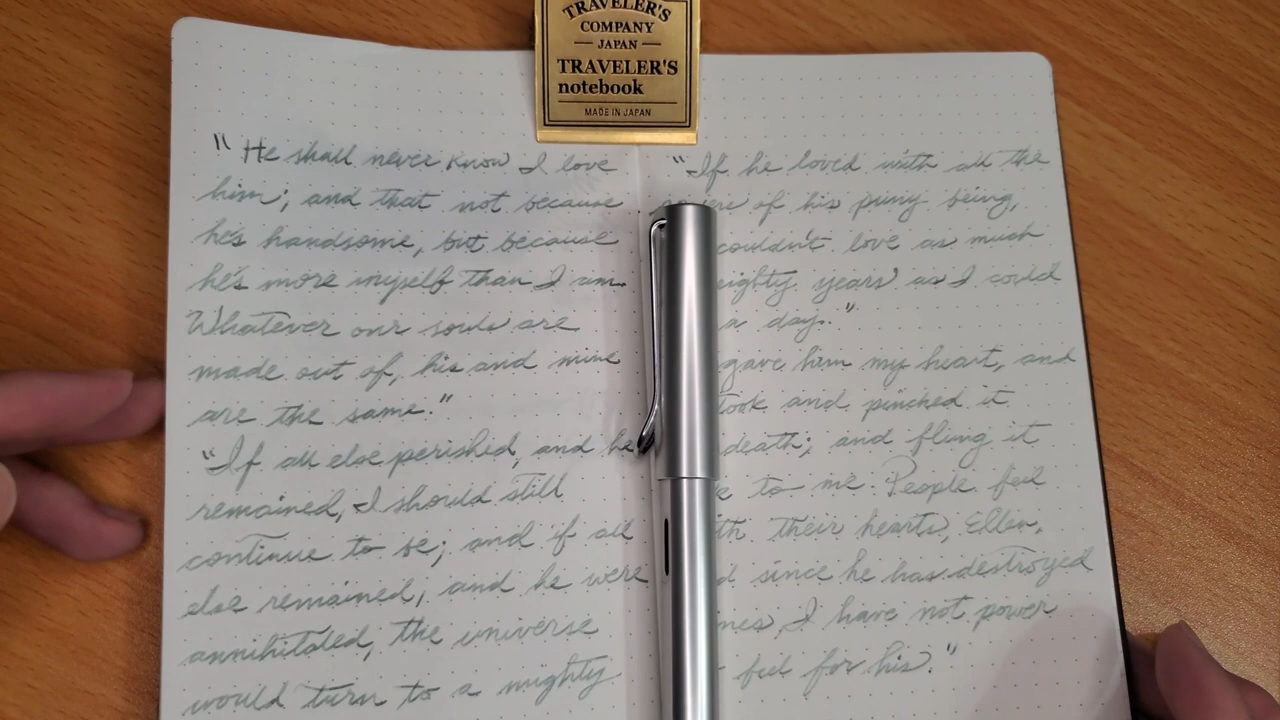 TRAVELER'S
COMPANY
JAPAN
TRAVELER'S
notebook
MADE IN JAPAN
"He shall never know I love
him; and that not because
he's handsome, but because
he's more myself than I am.
Whatever our souls are
made out of, his and mine
are the same."
"If all else perished, and he
remained, I should still
continue to be; and if all
else remained, and he were
annihilated, the universe
would turn to a mighty
"If he loved with all the
of his puny being,
couldn't love as much
eighty years as I could
a day."
gave him my heart, and
took and pinched it
death; and fling it
to me. People feel
their hearts, Ellen,
since he has destroyed
I have not power
feel for his."